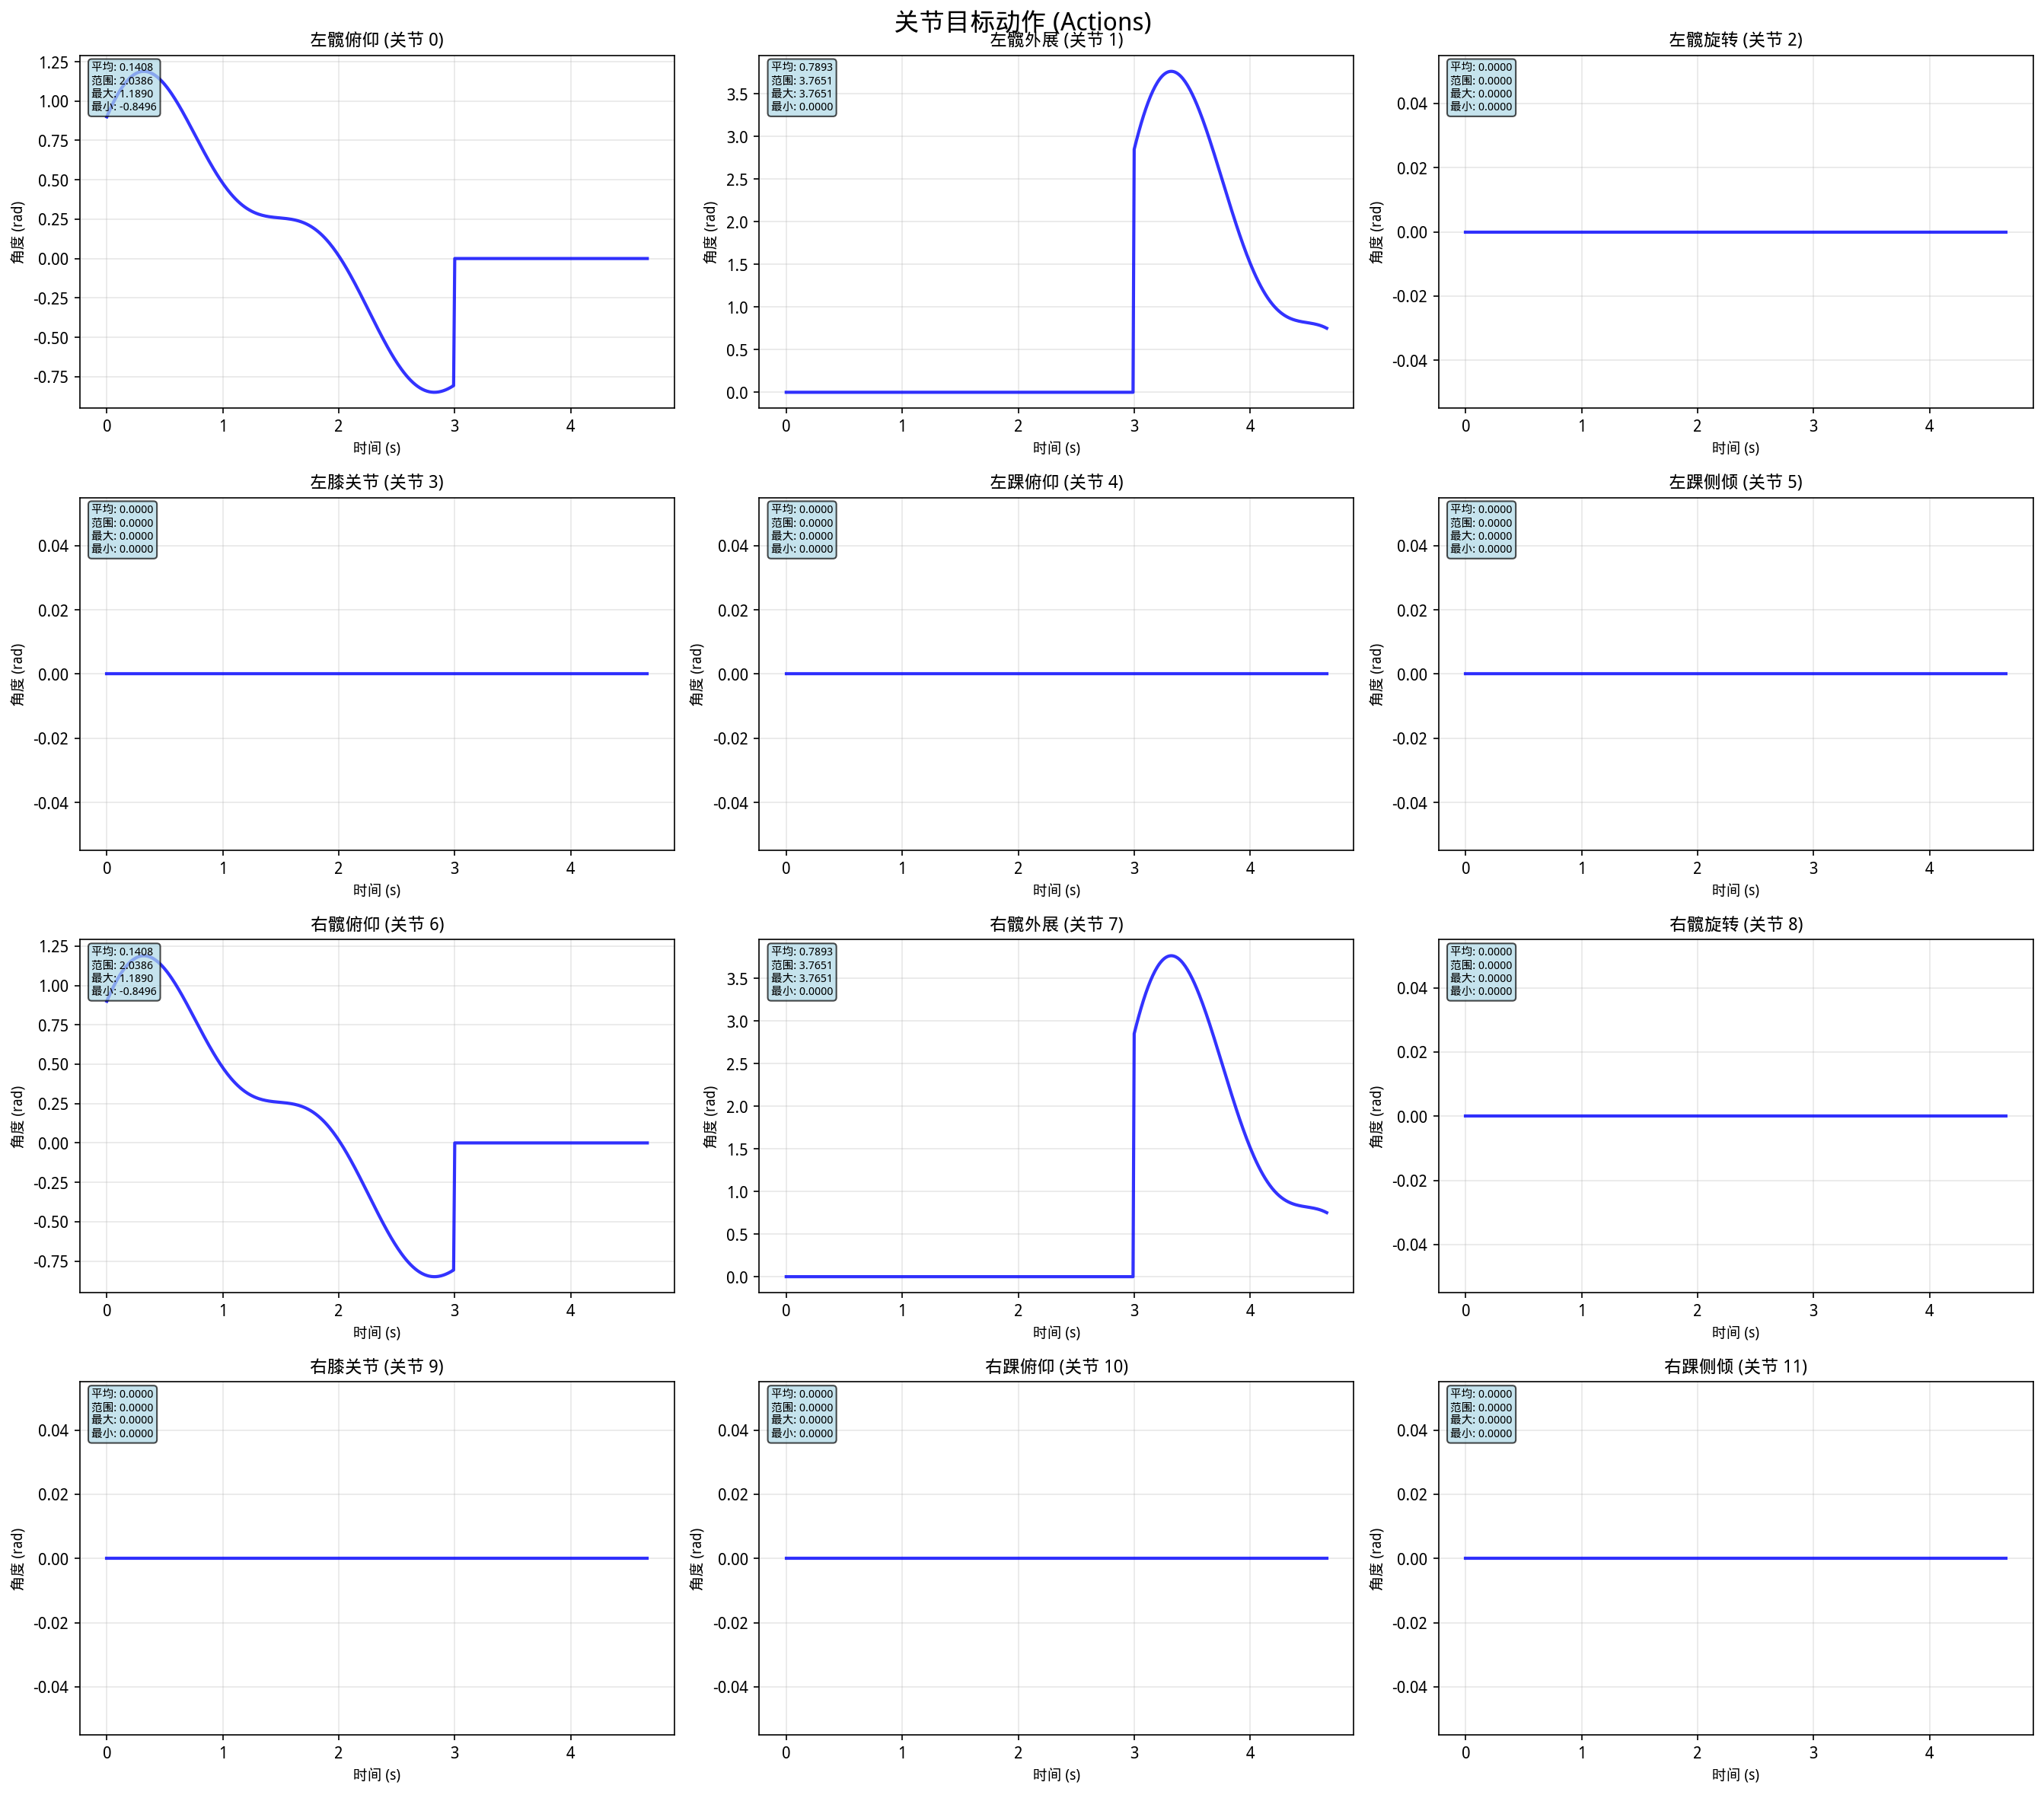 关节目标动作 (Actions)
左髋俯仰 (关节 0)
平均: 0.1408
范围: 2.0386
最大: 1.1890
最小: -0.8496
1.25
1.00
0.75
0.50
0.25
0.00
-0.25
-0.50
-0.75
角度 (rad)
0 1 2 3 4
时间 (s)
左髋外展 (关节 1)
平均: 0.7893
范围: 3.7651
最大: 3.7651
最小: 0.0000
3.5
3.0
2.5
2.0
1.5
1.0
0.5
0.0
角度 (rad)
0 1 2 3 4
时间 (s)
左髋旋转 (关节 2)
平均: 0.0000
范围: 0.0000
最大: 0.0000
最小: 0.0000
0.04
0.02
0.00
-0.02
-0.04
角度 (rad)
0 1 2 3 4
时间 (s)
左膝关节 (关节 3)
平均: 0.0000
范围: 0.0000
最大: 0.0000
最小: 0.0000
0.04
0.02
0.00
-0.02
-0.04
角度 (rad)
0 1 2 3 4
时间 (s)
左踝俯仰 (关节 4)
平均: 0.0000
范围: 0.0000
最大: 0.0000
最小: 0.0000
0.04
0.02
0.00
-0.02
-0.04
角度 (rad)
0 1 2 3 4
时间 (s)
左踝侧倾 (关节 5)
平均: 0.0000
范围: 0.0000
最大: 0.0000
最小: 0.0000
0.04
0.02
0.00
-0.02
-0.04
角度 (rad)
0 1 2 3 4
时间 (s)
右髋俯仰 (关节 6)
平均: 0.1408
范围: 2.0386
最大: 1.1890
最小: -0.8496
1.25
1.00
0.75
0.50
0.25
0.00
-0.25
-0.50
-0.75
角度 (rad)
0 1 2 3 4
时间 (s)
右髋外展 (关节 7)
平均: 0.7893
范围: 3.7651
最大: 3.7651
最小: 0.0000
3.5
3.0
2.5
2.0
1.5
1.0
0.5
0.0
角度 (rad)
0 1 2 3 4
时间 (s)
右髋旋转 (关节 8)
平均: 0.0000
范围: 0.0000
最大: 0.0000
最小: 0.0000
0.04
0.02
0.00
-0.02
-0.04
角度 (rad)
0 1 2 3 4
时间 (s)
右膝关节 (关节 9)
平均: 0.0000
范围: 0.0000
最大: 0.0000
最小: 0.0000
0.04
0.02
0.00
-0.02
-0.04
角度 (rad)
0 1 2 3 4
时间 (s)
右踝俯仰 (关节 10)
平均: 0.0000
范围: 0.0000
最大: 0.0000
最小: 0.0000
0.04
0.02
0.00
-0.02
-0.04
角度 (rad)
0 1 2 3 4
时间 (s)
右踝侧倾 (关节 11)
平均: 0.0000
范围: 0.0000
最大: 0.0000
最小: 0.0000
0.04
0.02
0.00
-0.02
-0.04
角度 (rad)
0 1 2 3 4
时间 (s)